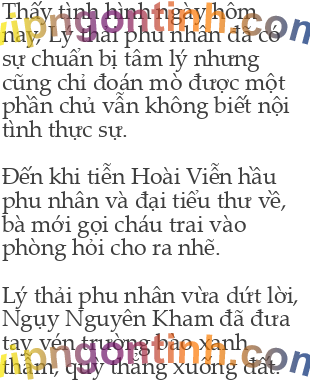 Thấy tình hình ngày hôm
nay, Lý thái phu nhân đã có
sự chuẩn bị tâm lý nhưng
cũng chỉ đoán mò được một
phần chủ vẫn không biết nội
tình thực sự.
Đến khi tiễn Hoài Viễn hầu
phu nhân và đại tiểu thư về,
bà mới gọi cháu trai vào
phòng hỏi cho ra nhẽ.
Lý thái phu nhân vừa dứt lời,
Ngụy Nguyên Kham đã đưa
tay vén trường bào xanh
thẫm, quỳ thẳng xuống đất.
vipngontinh.com
vipngontinh.com